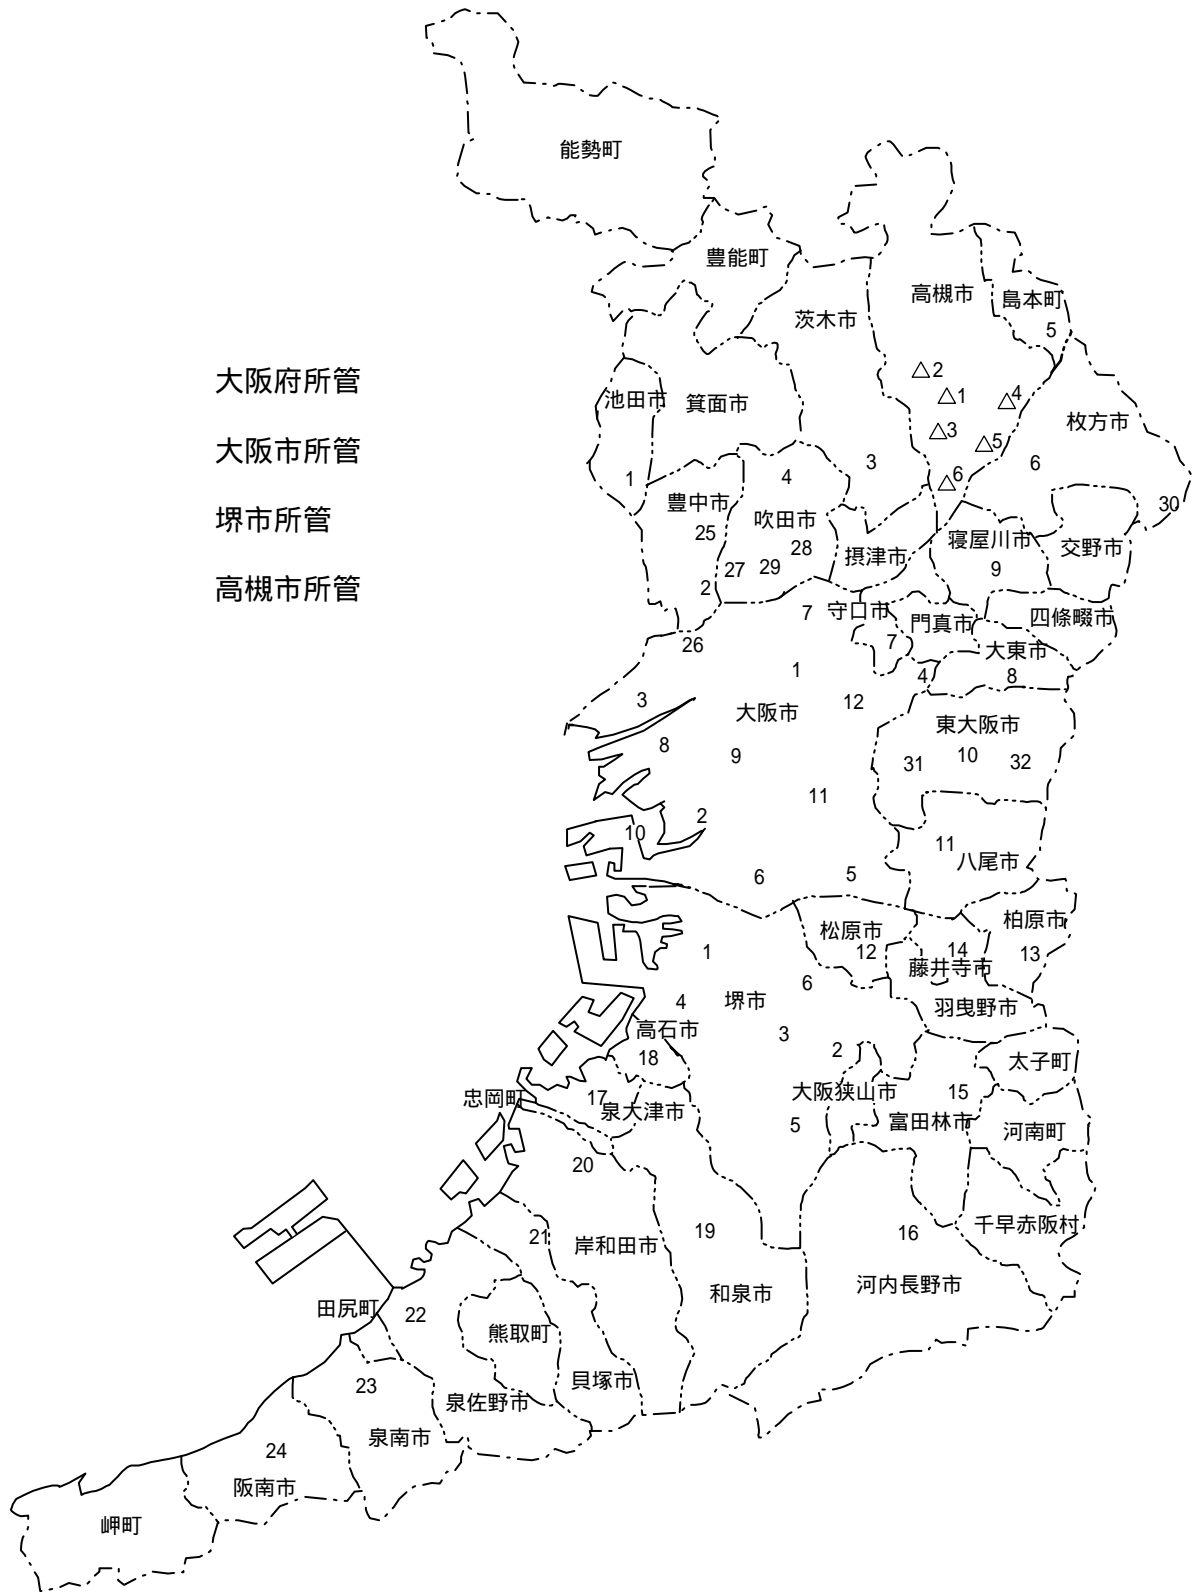 能勢町
豊能町
高槻市
島本町
茨木市
5
大阪府所管
△2
池田市
箕面市
△1
△4
枚方市
△3
△5
大阪市所管
3
6
1
4
△6
豊中市
30
堺市所管
吹田市
25
28
寝屋川市
交野市
摂津市
27
29
9
高槻市所管
2
7
守口市
門真市
四條畷市
26
7
大東市
1
4
8
3
12
大阪市
東大阪市
8
9
31
10
32
11
2
10
11
八尾市
6
5
松原市
柏原市
1
12
14
13
藤井寺市
6
4
堺市
羽曳野市
高石市
3
2
18
太子町
忠岡町
17
大阪狭山市
15
泉大津市
5
富田林市
河南町
20
19
千早赤阪村
21
岸和田市
16
河内長野市
和泉市
田尻町
22
熊取町
23
貝塚市
泉佐野市
泉南市
24
阪南市
岬町